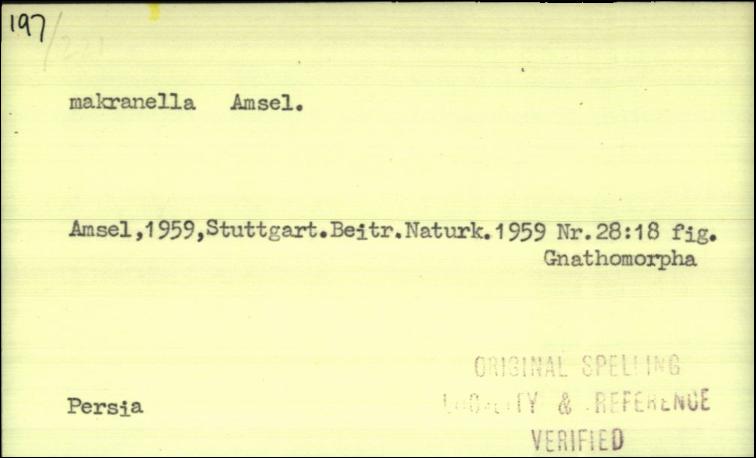 197
/221
makranella Amsel.
Amsel,1959,Stuttgart.Beitr.Naturk.1959 Nr.28:18 fig.
Gnathomorpha
Persia
ORIGINAL SPELLING
LOCALITY & REFERENCE
VERIFIED